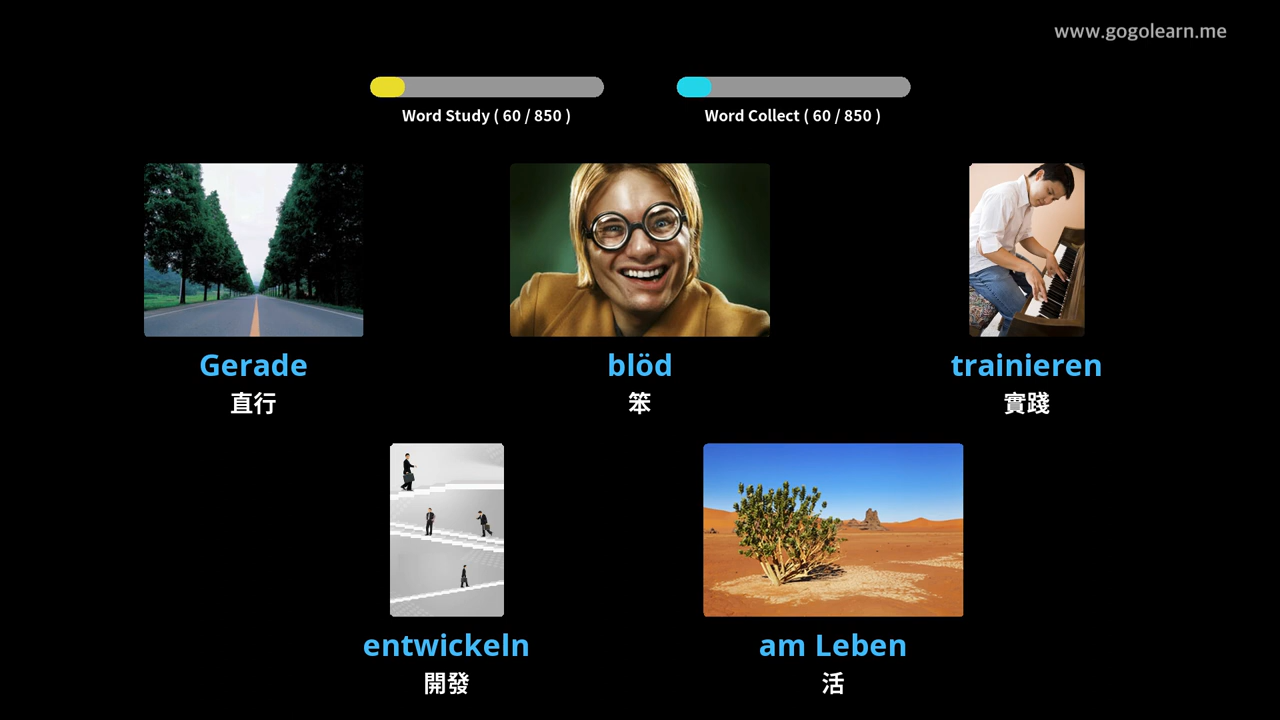 www.gogolearn.me
Word Study ( 60 / 850 )
Word Collect ( 60 / 850 )
Gerade
直行
blöd
笨
trainieren
實踐
entwickeln
開發
am Leben
活